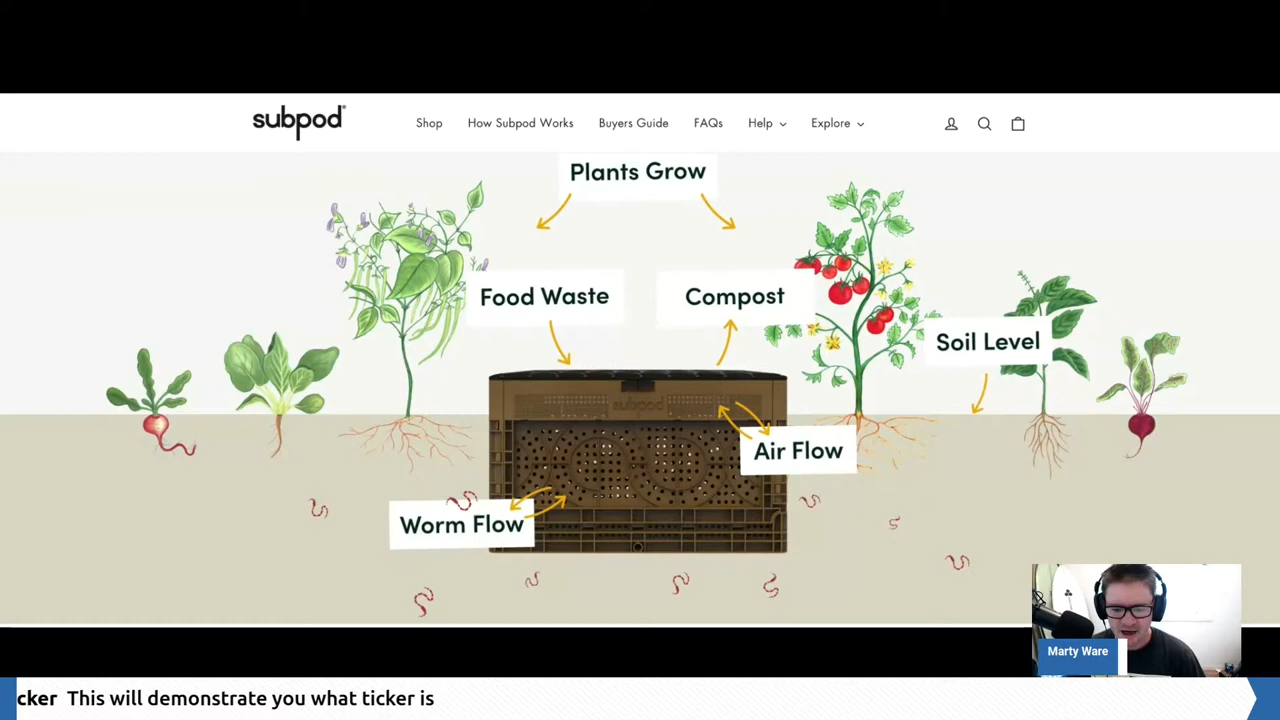 subpod®
Shop How Subpod Works Buyers Guide FAQs Help Explore
Plants Grow
Food Waste
Compost
Soil Level
subpod
Air Flow
Worm Flow
Marty Ware
cker This will demonstrate you what ticker is